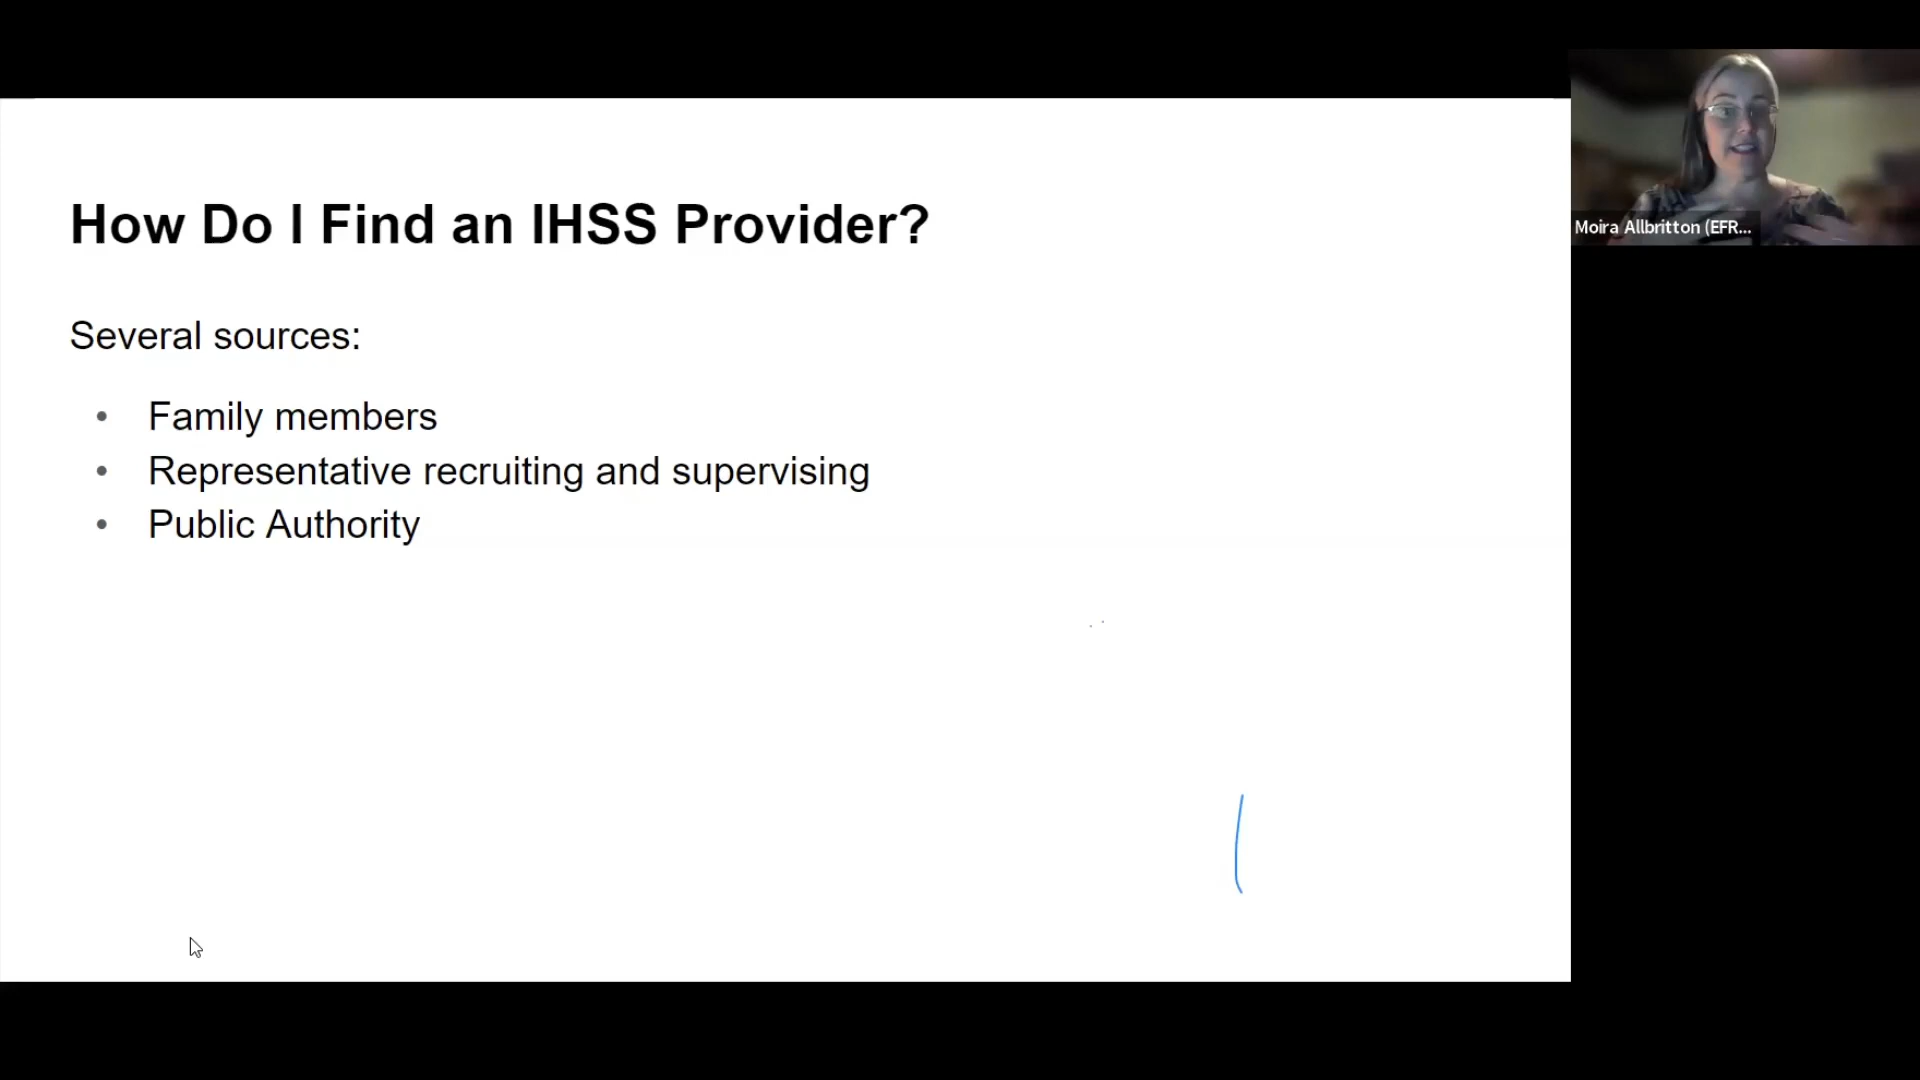 How Do I Find an IHSS Provider?
Several sources:
• Family members
• Representative recruiting and supervising
• Public Authority
Moira Allbritton (EFR...